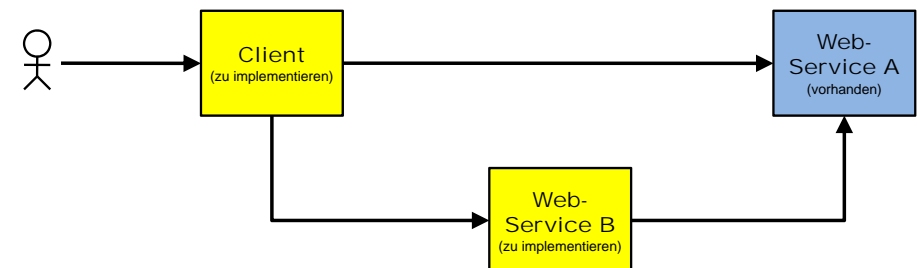 Client
(zu implementieren)
Web-
Service A
(vorhanden)
Web-
Service B
(zu implementieren)